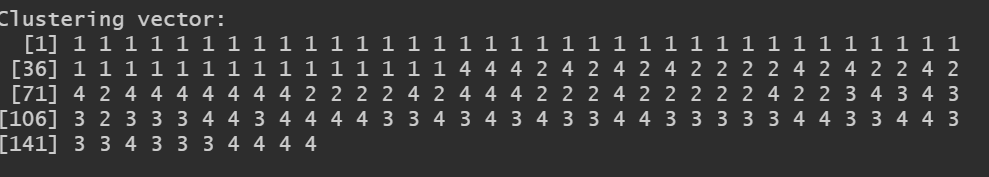 Clustering vector:
[1] 1 1 1 1 1 1 1 1 1 1 1 1 1 1 1 1 1 1 1 1 1 1 1 1 1 1 1 1 1 1 1 1 1 1 1
[36] 1 1 1 1 1 1 1 1 1 1 1 1 1 1 1 4 4 4 2 4 2 4 2 4 2 2 2 2 4 2 4 2 2 4 2
[71] 4 2 4 4 4 4 4 4 4 2 2 2 2 4 2 4 4 4 2 2 2 4 2 2 2 2 2 4 2 2 3 4 3 4 3
[106] 3 2 3 3 3 4 4 3 4 4 4 4 3 3 4 3 4 3 4 3 3 4 4 3 3 3 3 3 4 4 3 3 4 4 3
[141] 3 3 4 3 3 3 4 4 4 4